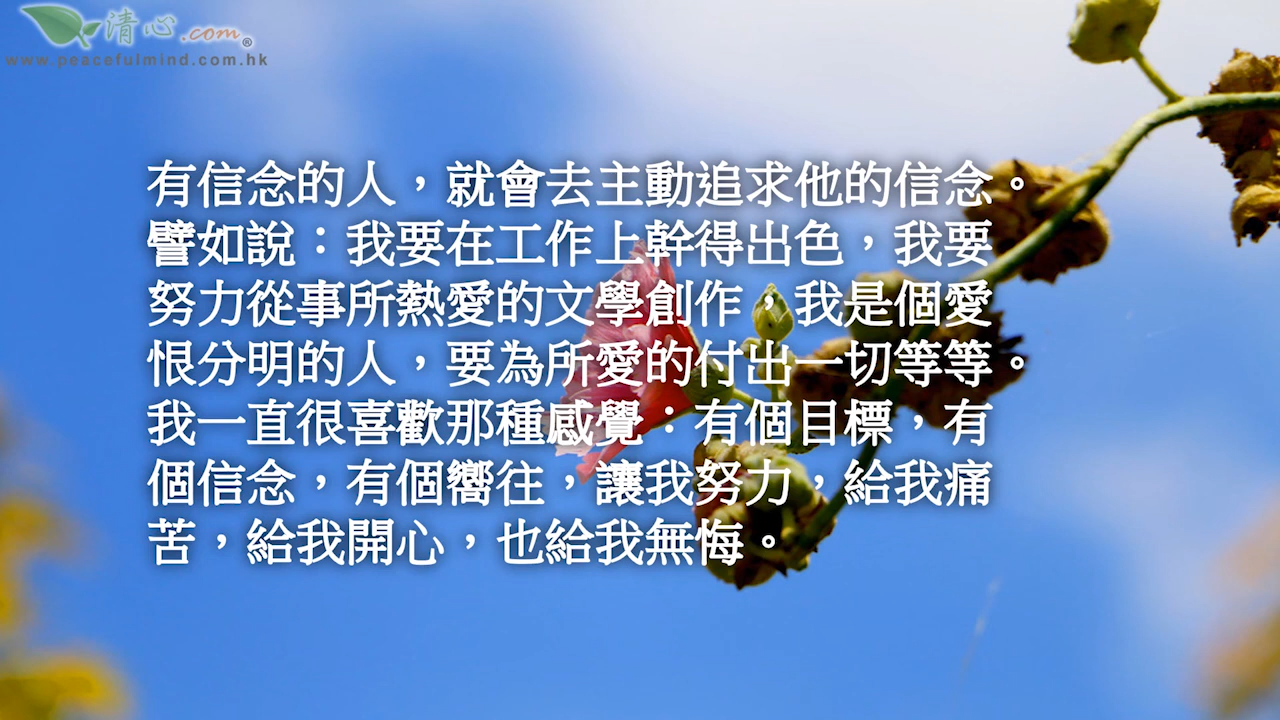 清心.com®
www.peacefulmind.com.hk
有信念的人，就會去主動追求他的信念。
譬如說：我要在工作上幹得出色，我要
努力從事所熱愛的文學創作，我是個愛
恨分明的人，要為所愛的付出一切等等。
我一直很喜歡那種感覺：有個目標，有
個信念，有個嚮往，讓我努力，給我痛
苦，給我開心，也給我無悔。